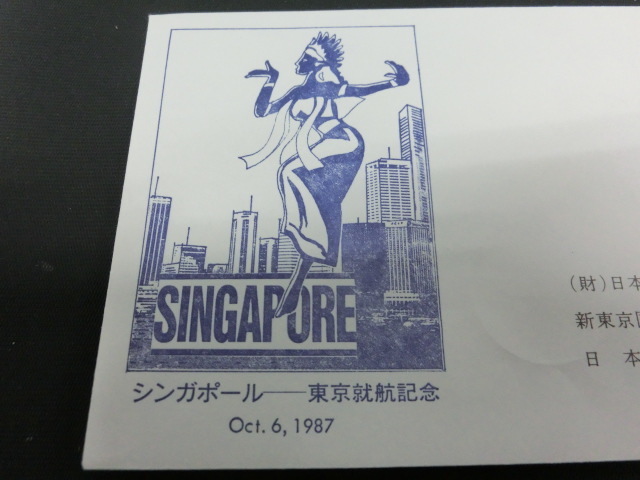 SINGAPORE
シンガポール――東京就航記念
Oct. 6, 1987
(財)日本
新東京
日本